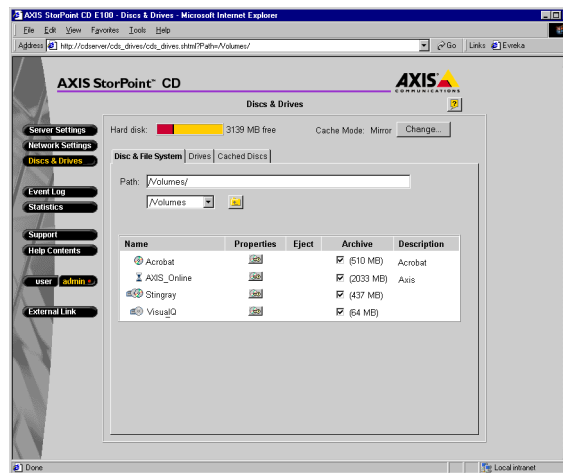 AXIS StorPoint CD E100 - Discs & Drives - Microsoft Internet Explorer
File Edit View Favorites Tools Help
Address http://cdserver/cds_drives/cds_drives.shtml?Path=/Volumes/ Go Links Evreka
AXIS StorPoint™ CD
AXIS
COMMUNICATIONS
Discs & Drives
?
Server Settings
Network Settings
Discs & Drives
Event Log
Statistics
Support
Help Contents
user admin
External Link
Hard disk: 3139 MB free Cache Mode: Mirror Change...
Disc & File System Drives Cached Discs
Path: /Volumes/
/Volumes
Name Properties Eject Archive Description
Acrobat (510 MB) Acrobat
AXIS_Online (2033 MB) Axis
Stingray (437 MB)
VisualQ (64 MB)
Done Local intranet